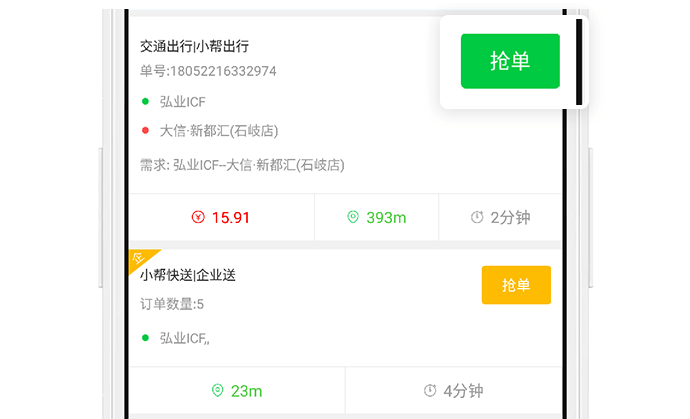 交通出行|小帮出行
抢单
单号:18052216332974
弘业ICF
大信·新都汇(石岐店)
需求: 弘业ICF--大信·新都汇(石岐店)
15.91 393m 2分钟
企
小帮快送|企业送
抢单
订单数量:5
弘业ICF,,
23m 4分钟